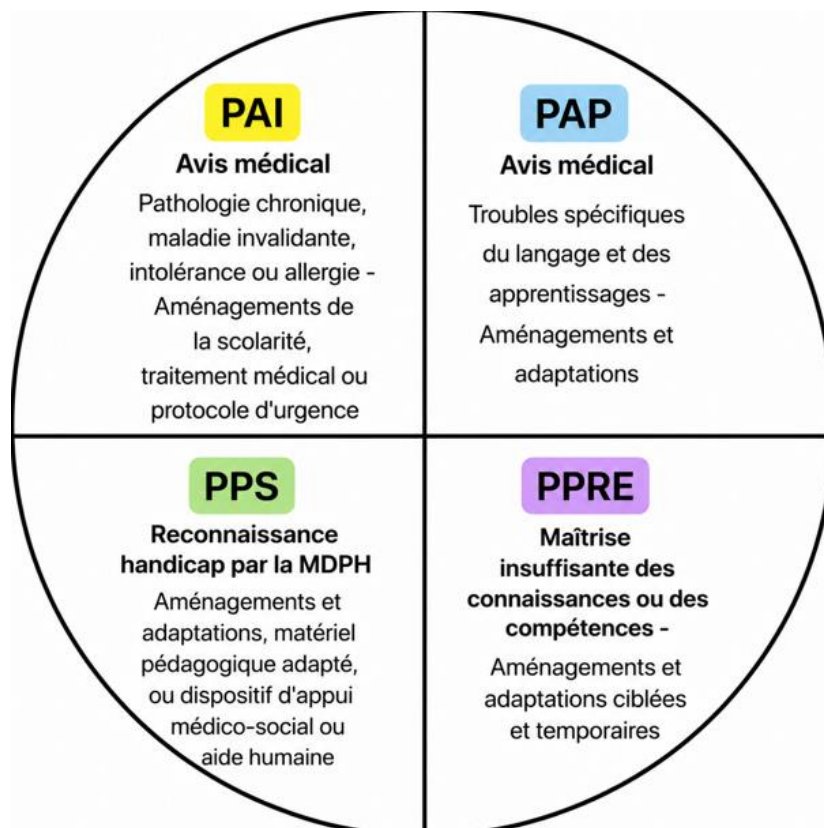 PAI
Avis médical
Pathologie chronique,
maladie invalidante,
intolérance ou allergie -
Aménagements de
la scolarité,
traitement médical ou
protocole d'urgence
PAP
Avis médical
Troubles spécifiques
du langage et des
apprentissages -
Aménagements et
adaptations
PPS
Reconnaissance
handicap par la MDPH
Aménagements et
adaptations, matériel
pédagogique adapté,
ou dispositif d'appui
médico-social ou
aide humaine
PPRE
Maîtrise
insuffisante des
connaissances ou des
compétences -
Aménagements et
adaptations ciblées
et temporaires